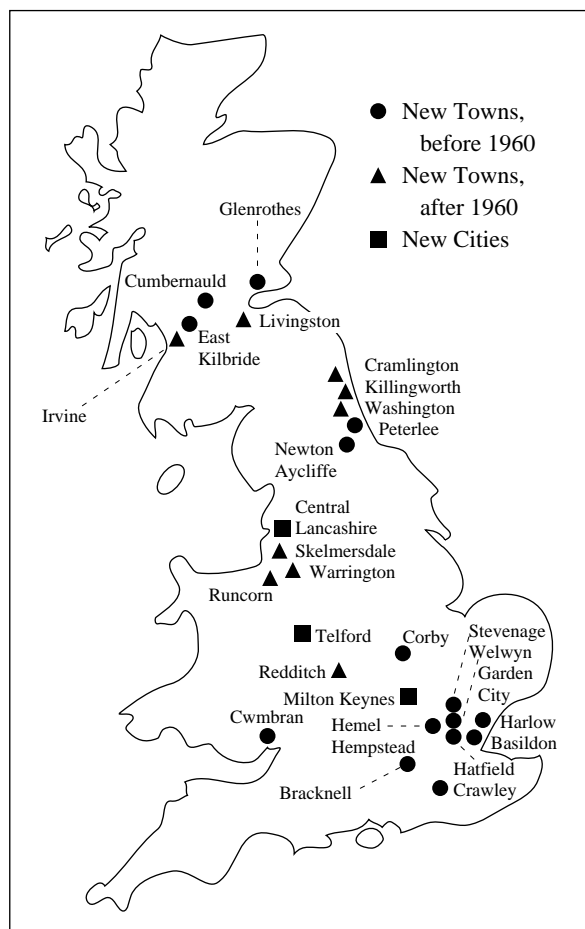 New Towns,
before 1960
New Towns,
after 1960
New Cities
Glenrothes
Cumbernauld
Livingston
East
Kilbride
Irvine
Cramlington
Killingworth
Washington
Peterlee
Newton
Aycliffe
Central
Lancashire
Skelmersdale
Warrington
Runcorn
Telford
Corby
Stevenage
Welwyn
Garden
City
Redditch
Milton Keynes
Cwmbran
Hemel
Hempstead
Harlow
Basildon
Hatfield
Bracknell
Crawley